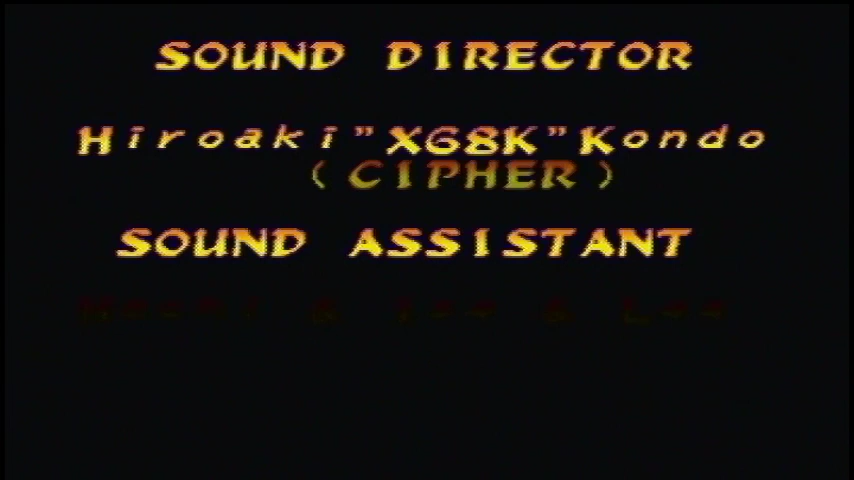 SOUND DIRECTOR
Hiroaki"X68K"Kondo
(CIPHER)
SOUND ASSISTANT